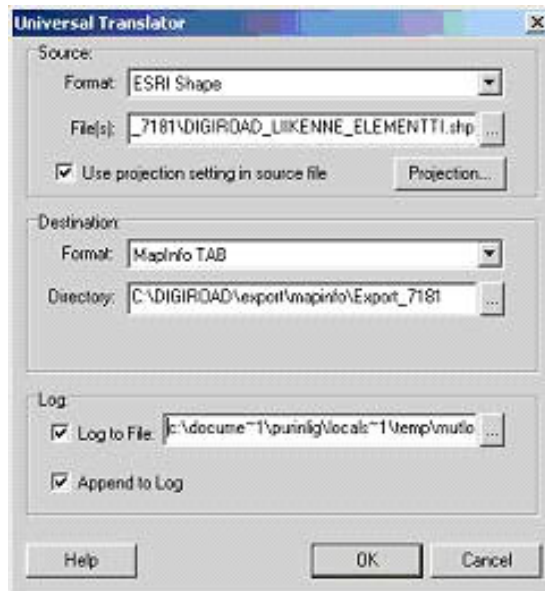 Universal Translator
Source:
Format: ESRI Shape
File(s): _7181\DIGIROAD_LIIKENNE_ELEMENTTI.shp ...
Use projection setting in source file Projection...
Destination:
Format: MapInfo TAB
Directory: C:\DIGIROAD\export\mapinfo\Export_7181 ...
Log:
Log to File: c:\docume~1\purinlig\locals~1\temp\mutlo ...
Append to Log
Help OK Cancel